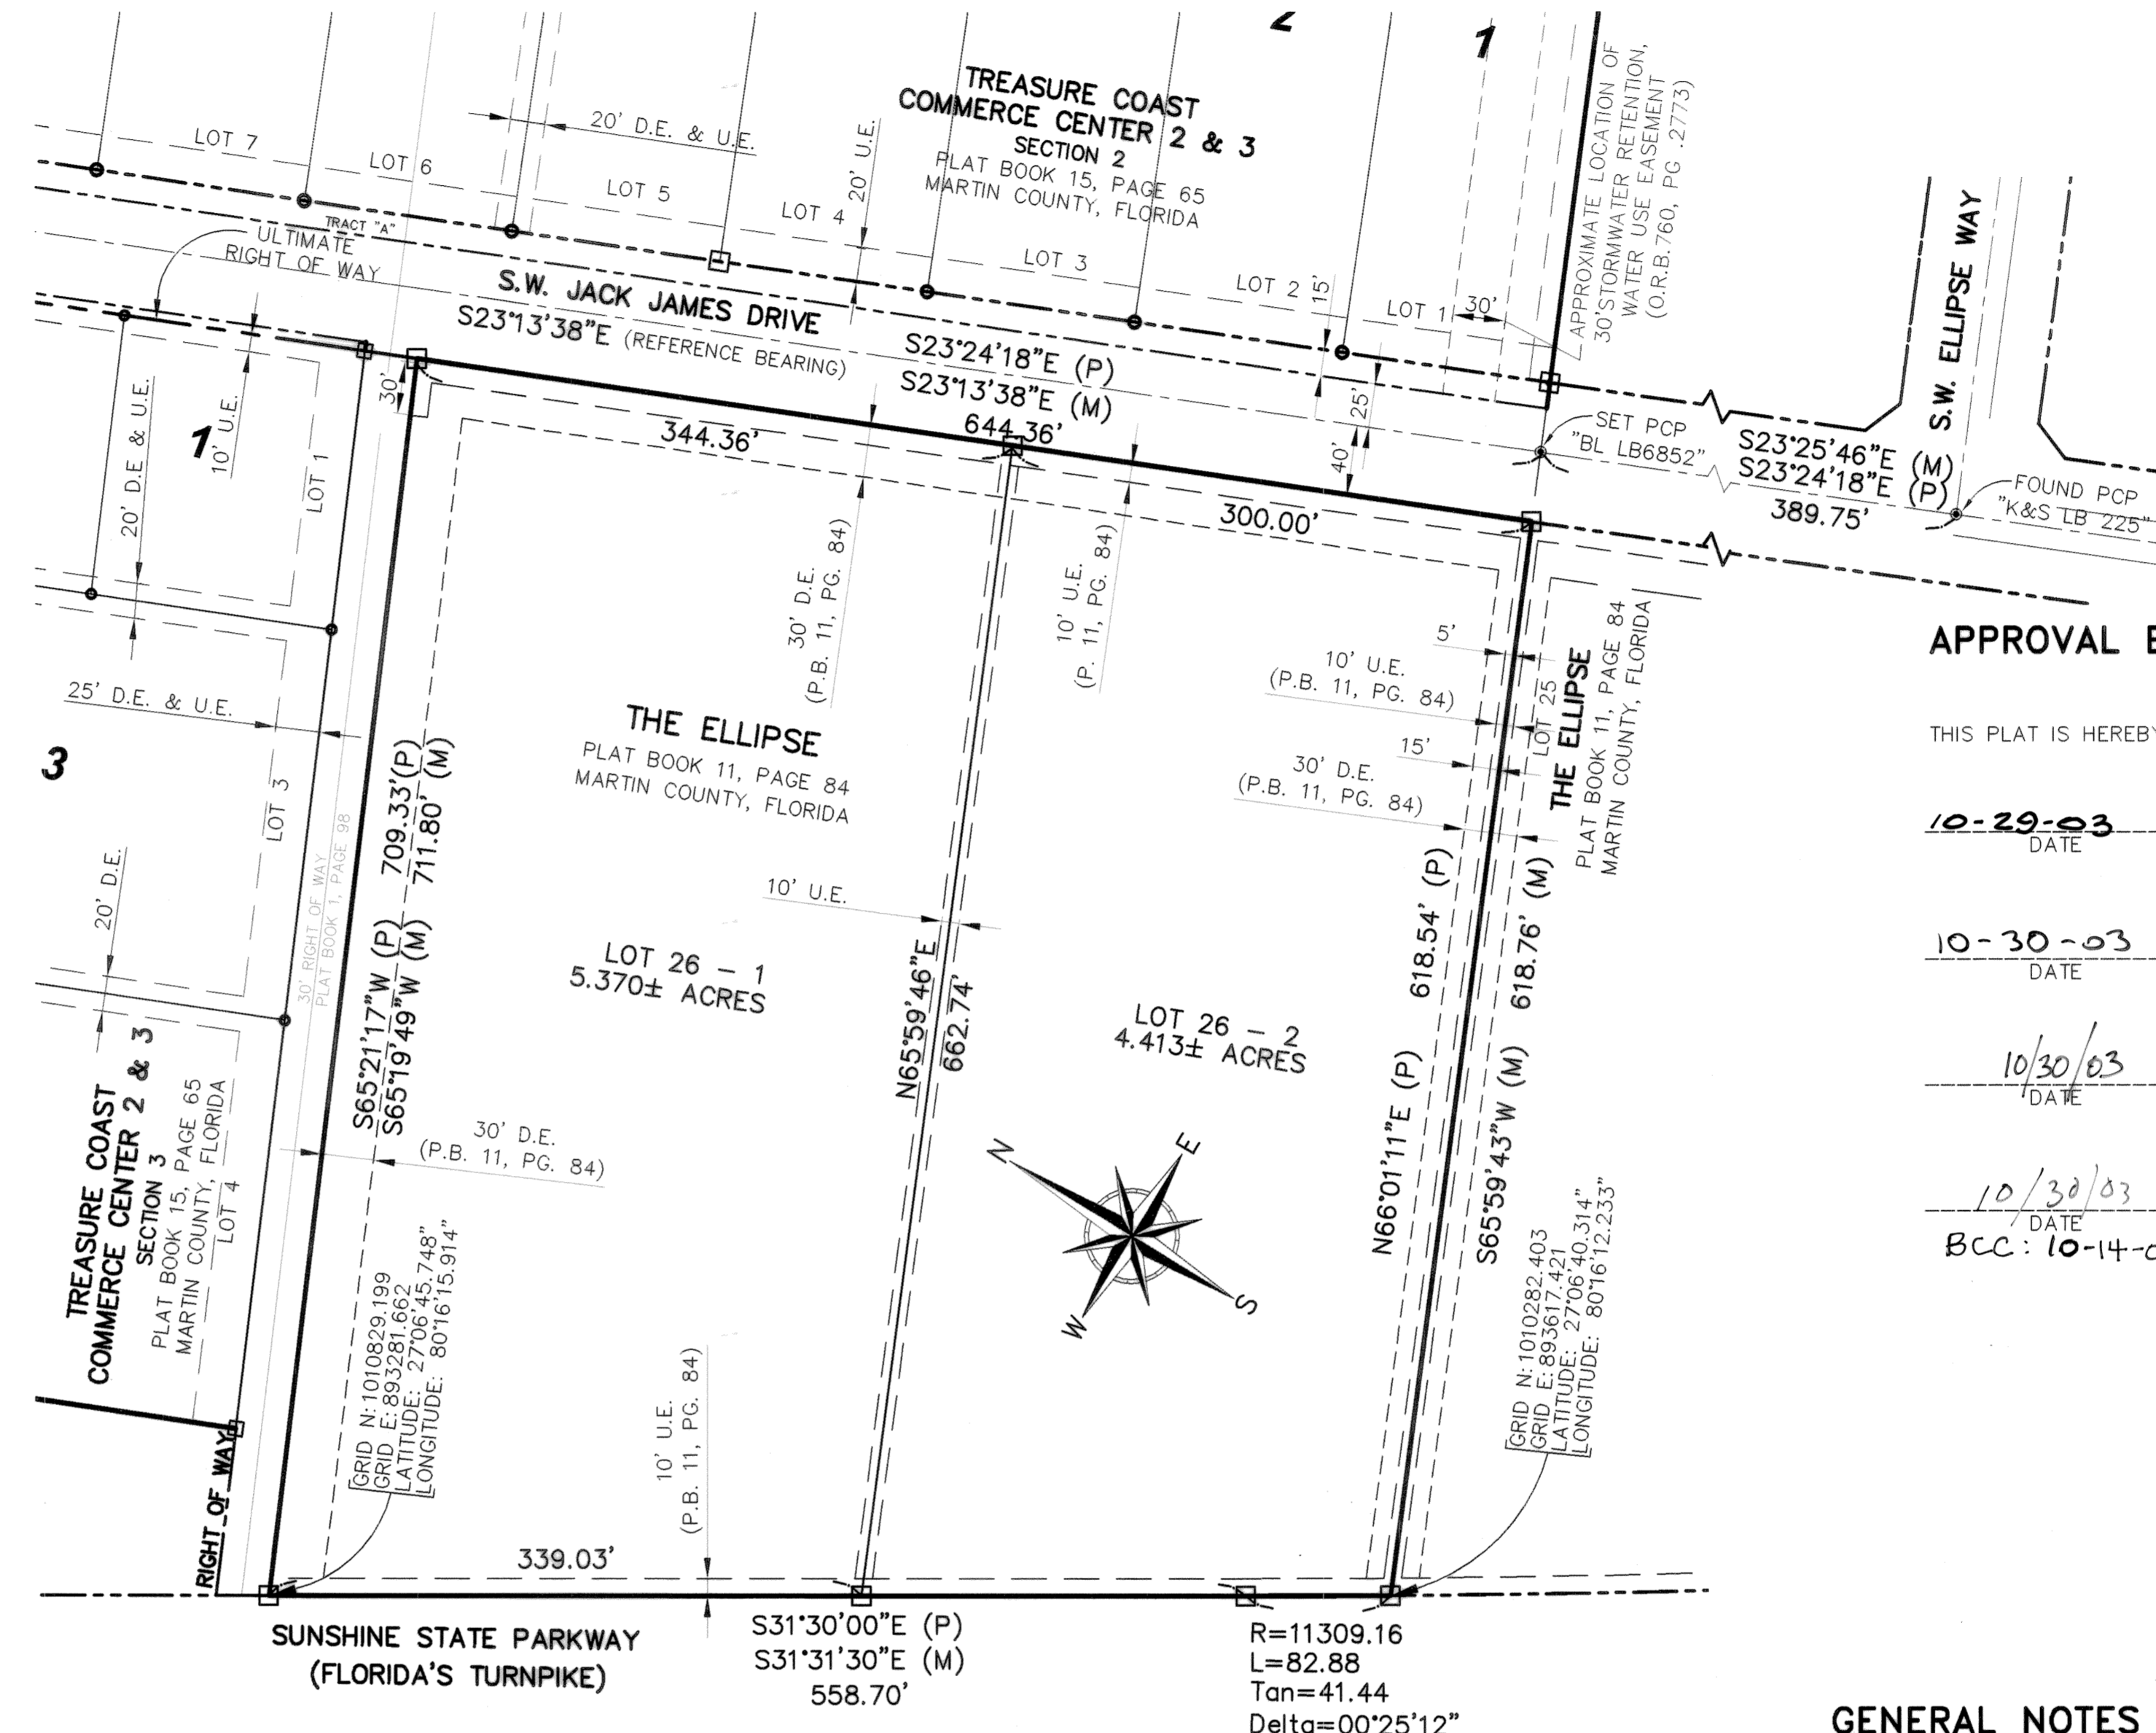 2
1
TREASURE COAST
COMMERCE CENTER 2 & 3
SECTION 2
PLAT BOOK 15, PAGE 65
MARTIN COUNTY, FLORIDA
APPROXIMATE LOCATION OF
30'STORMWATER RETENTION,
WATER USE EASEMENT
(O.R.B.760, PG .2773)
LOT 7
LOT 6
20' D.E. & U.E.
LOT 5
LOT 4
20' U.E.
LOT 3
LOT 2
15'
LOT 1
30'
TRACT "A"
ULTIMATE
RIGHT OF WAY
S.W. JACK JAMES DRIVE
S23°13'38"E (REFERENCE BEARING)
S23°24'18"E (P)
S23°13'38"E (M)
644.36'
25'
40'
SET PCP
"BL LB6852"
S23°25'46"E (M)
S23°24'18"E (P)
389.75'
S.W. ELLIPSE WAY
FOUND PCP
"K&S LB 225"
30'
344.36'
300.00'
20' D.E & U.E.
1
10' U.E.
LOT 1
30' D.E.
(P.B. 11, PG. 84)
10' U.E.
(P. 11, PG. 84)
5'
10' U.E.
(P.B. 11, PG. 84)
15'
30' D.E.
(P.B. 11, PG. 84)
LOT 25
THE ELLIPSE
PLAT BOOK 11, PAGE 84
MARTIN COUNTY, FLORIDA
25' D.E. & U.E.
3
LOT 3
20' D.E.
30' RIGHT OF WAY
PLAT BOOK 1, PAGE 98
709.33'(P)
711.80' (M)
S65°21'17"W (P)
S65°19'49"W (M)
THE ELLIPSE
PLAT BOOK 11, PAGE 84
MARTIN COUNTY, FLORIDA
10' U.E.
LOT 26 - 1
5.370± ACRES
N65°59'46"E
662.74'
LOT 26 - 2
4.413± ACRES
618.54' (P)
618.76' (M)
N66°01'11"E (P)
S65°59'43"W (M)
30' D.E.
(P.B. 11, PG. 84)
TREASURE COAST
COMMERCE CENTER 2 & 3
SECTION 3
PLAT BOOK 15, PAGE 65
MARTIN COUNTY, FLORIDA
LOT 4
N
E
S
W
GRID N:1010829.199
GRID E:893281.662
LATITUDE: 27°06'45.748"
LONGITUDE: 80°16'15.914"
GRID N:1010282.403
GRID E:893617.421
LATITUDE: 27°06'40.314"
LONGITUDE: 80°16'12.233"
10' U.E.
(P.B. 11, PG. 84)
RIGHT OF WAY
339.03'
SUNSHINE STATE PARKWAY
(FLORIDA'S TURNPIKE)
S31°30'00"E (P)
S31°31'30"E (M)
558.70'
R=11309.16
L=82.88
Tan=41.44
Delta=00°25'12"
APPROVAL
THIS PLAT IS HEREBY
10-29-03
DATE
10-30-03
DATE
10/30/03
DATE
10/30/03
DATE
BCC: 10-14-0
GENERAL NOTES